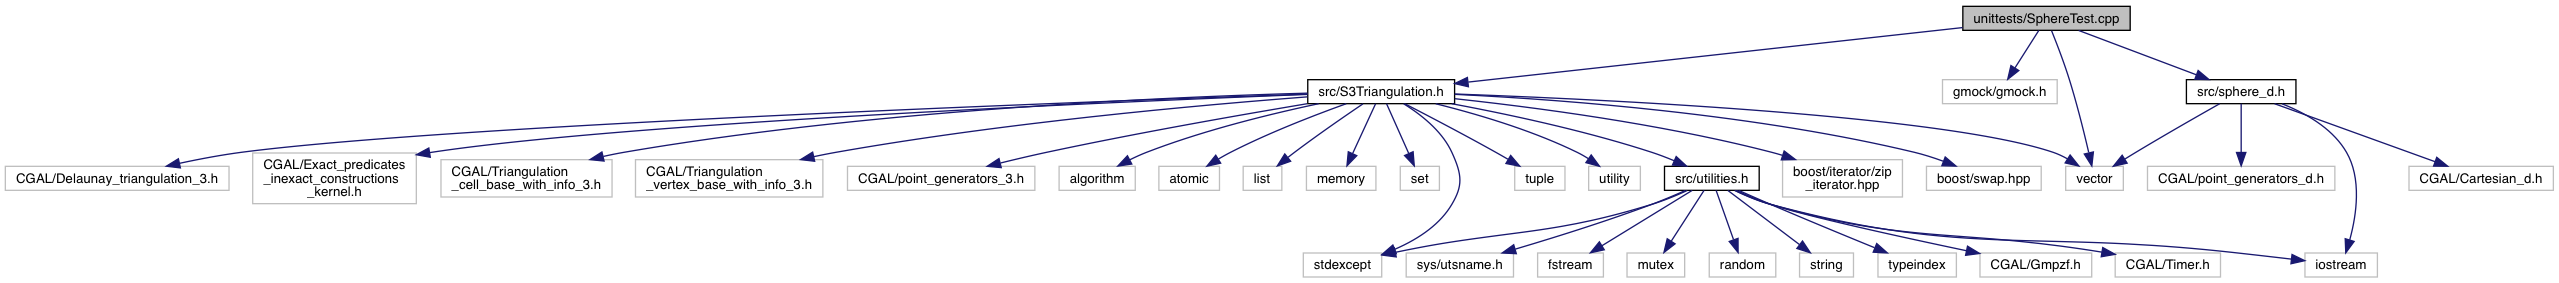 unittests/SphereTest.cpp
src/S3Triangulation.h
gmock/gmock.h
src/sphere_d.h
CGAL/Delaunay_triangulation_3.h
CGAL/Exact_predicates
_inexact_constructions
_kernel.h
CGAL/Triangulation
_cell_base_with_info_3.h
CGAL/Triangulation
_vertex_base_with_info_3.h
CGAL/point_generators_3.h
algorithm
atomic
list
memory
set
tuple
utility
src/utilities.h
boost/iterator/zip
_iterator.hpp
boost/swap.hpp
vector
CGAL/point_generators_d.h
CGAL/Cartesian_d.h
stdexcept
sys/utsname.h
fstream
mutex
random
string
typeindex
CGAL/Gmpzf.h
CGAL/Timer.h
iostream